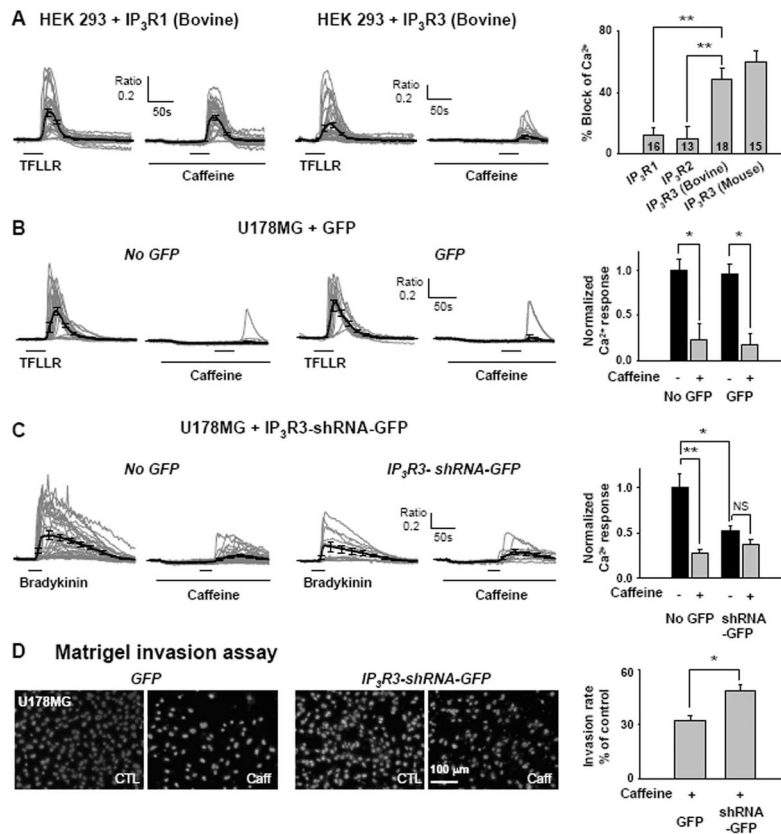 A HEK 293 + IP₃R1 (Bovine) HEK 293 + IP₃R3 (Bovine)
Ratio
0.2
50s
Ratio
0.2
50s
TFLLR
Caffeine
TFLLR
Caffeine
% Block of Ca²⁺
80
40
0
16
13
18
15
**
**
IP₃R1
IP₃R2
IP₃R3 (Bovine)
IP₃R3 (Mouse)
B U178MG + GFP
No GFP GFP
Ratio
0.2
50s
TFLLR
Caffeine
TFLLR
Caffeine
Normalized
Ca²⁺ response
1.0
0.5
0.0
* *
Caffeine - + - +
No GFP GFP
C U178MG + IP₃R3-shRNA-GFP
No GFP IP₃R3- shRNA-GFP
Ratio
0.2
50s
Bradykinin
Caffeine
Bradykinin
Caffeine
Normalized
Ca²⁺ response
1.0
0.5
0.0
*
**
NS
Caffeine - + - +
No GFP shRNA
-GFP
D Matrigel invasion assay
GFP IP₃R3-shRNA-GFP
U178MG
CTL
Caff
CTL
100 µm
Caff
Invasion rate
% of control
60
30
0
*
Caffeine + +
GFP shRNA
-GFP